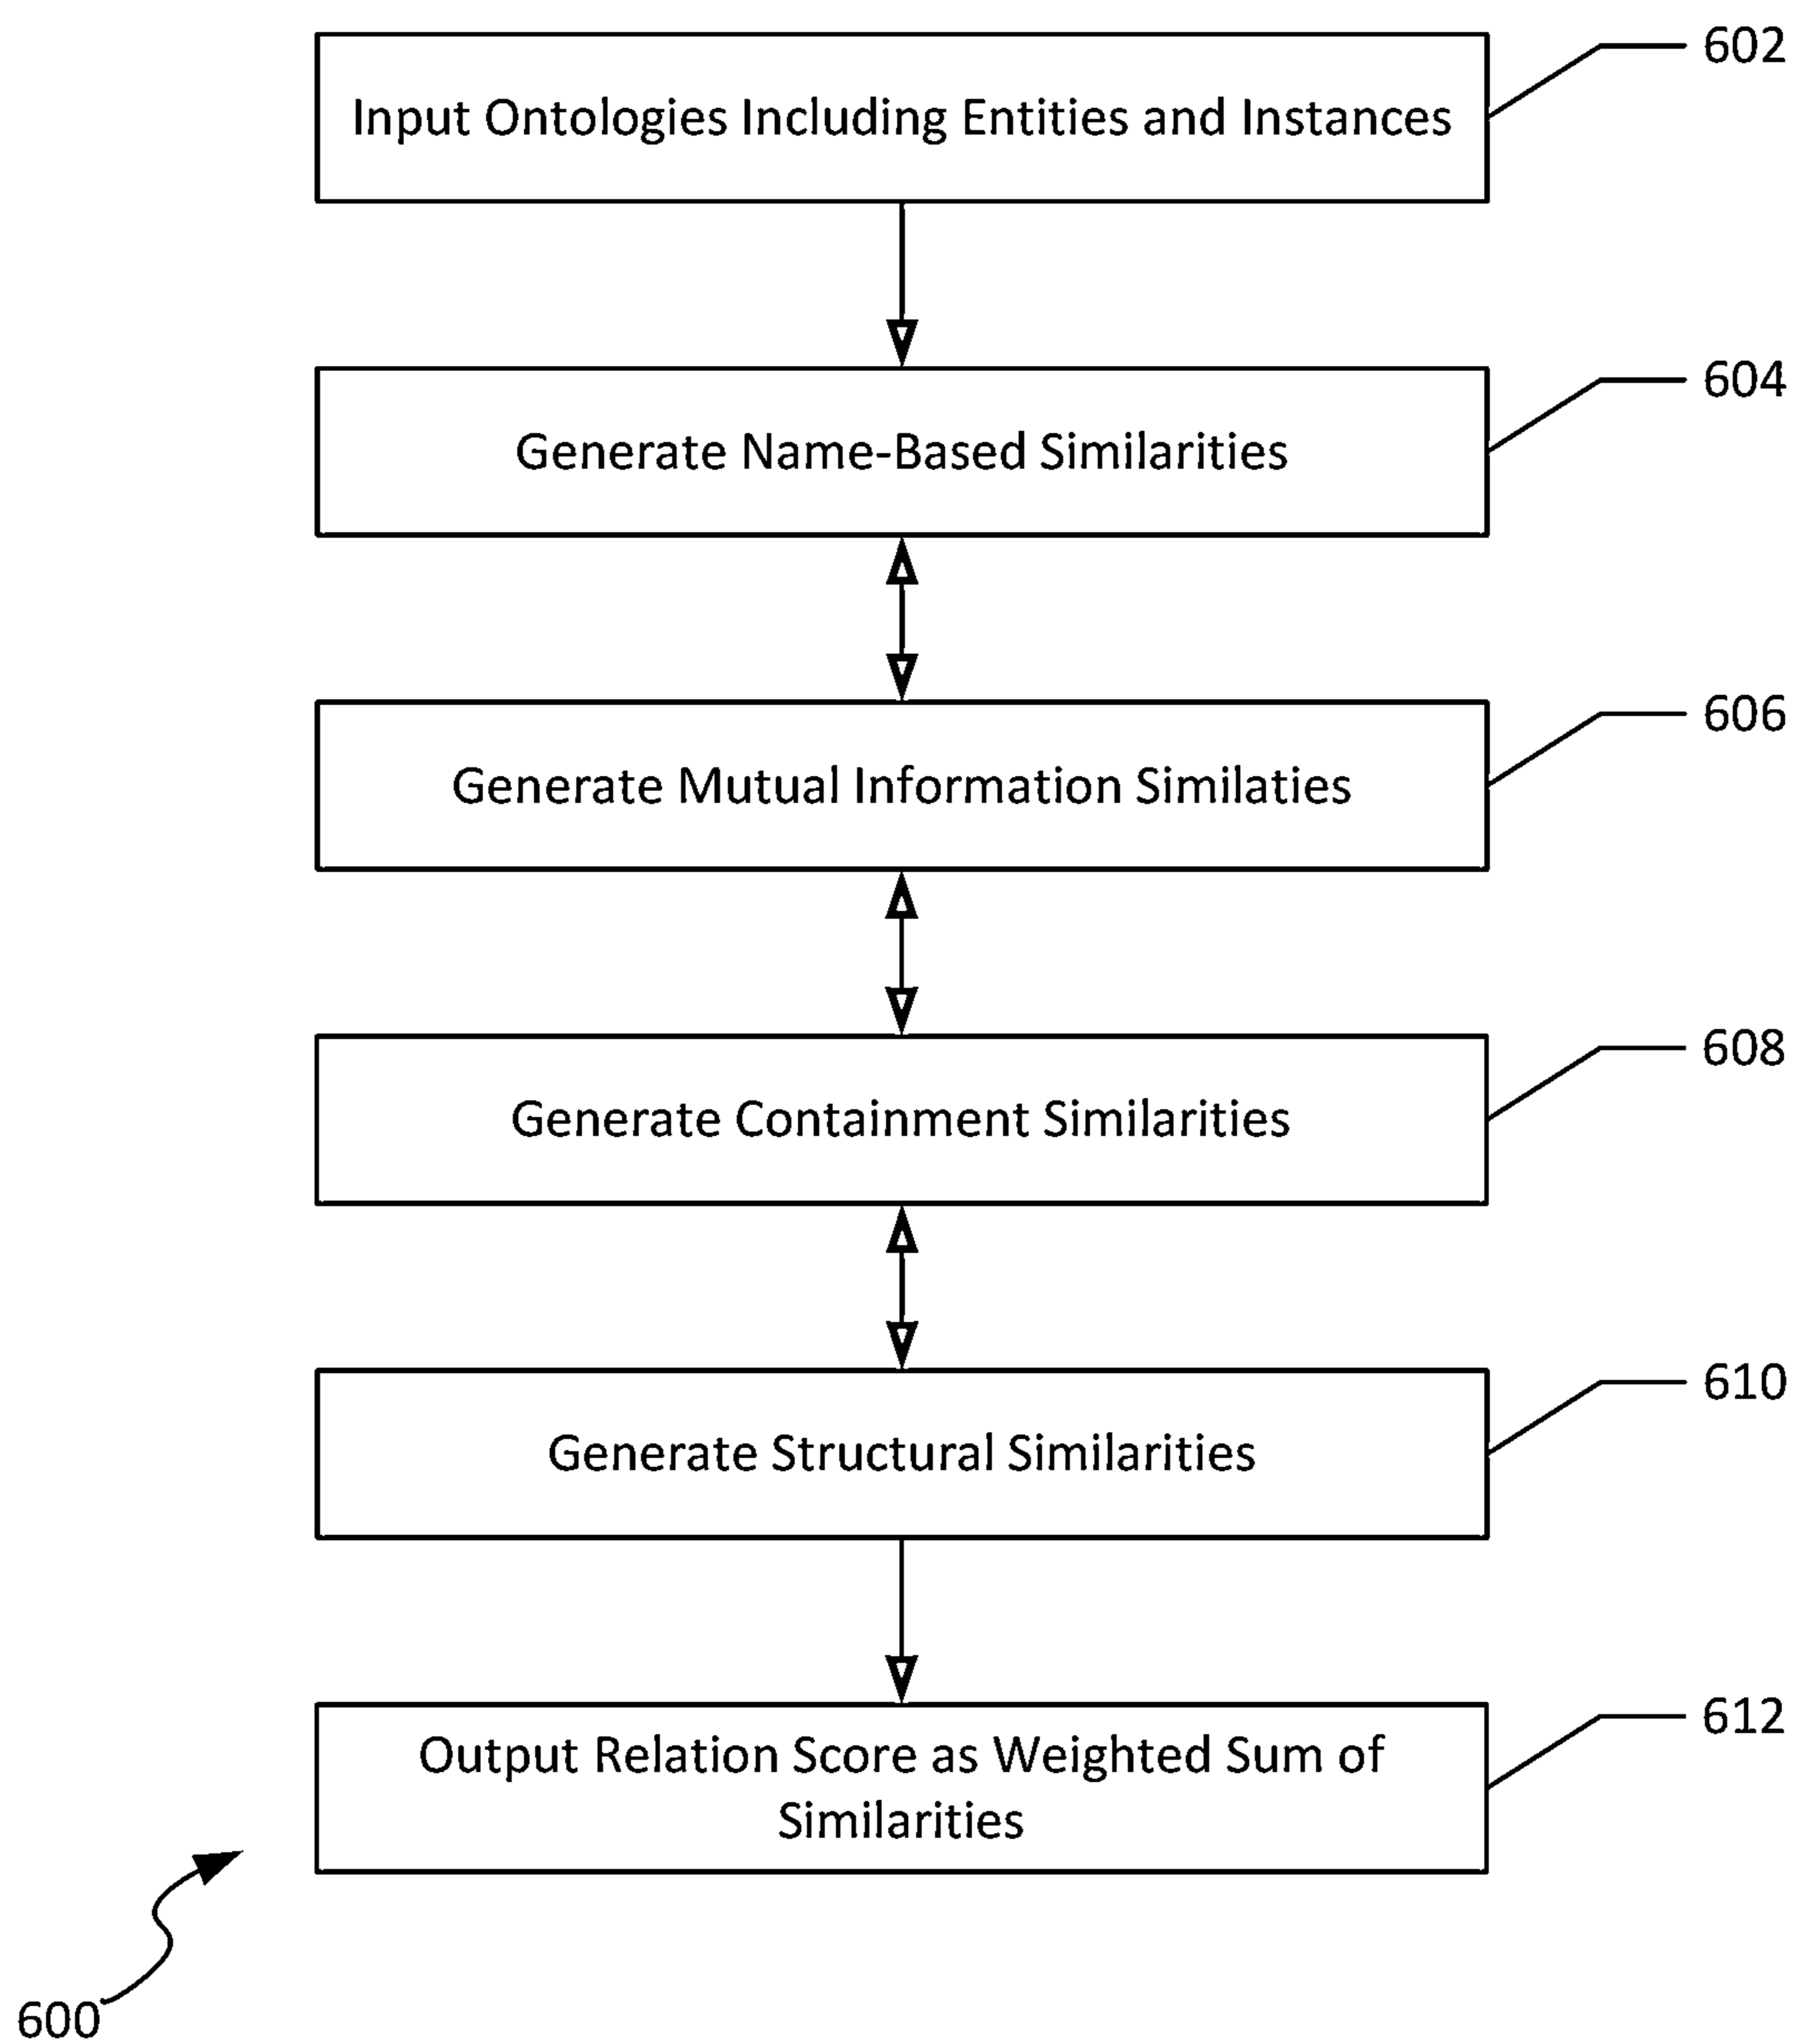 602
Input Ontologies Including Entities and Instances
604
Generate Name-Based Similarities
606
Generate Mutual Information Similaties
608
Generate Containment Similarities
610
Generate Structural Similarities
612
Output Relation Score as Weighted Sum of
Similarities
600